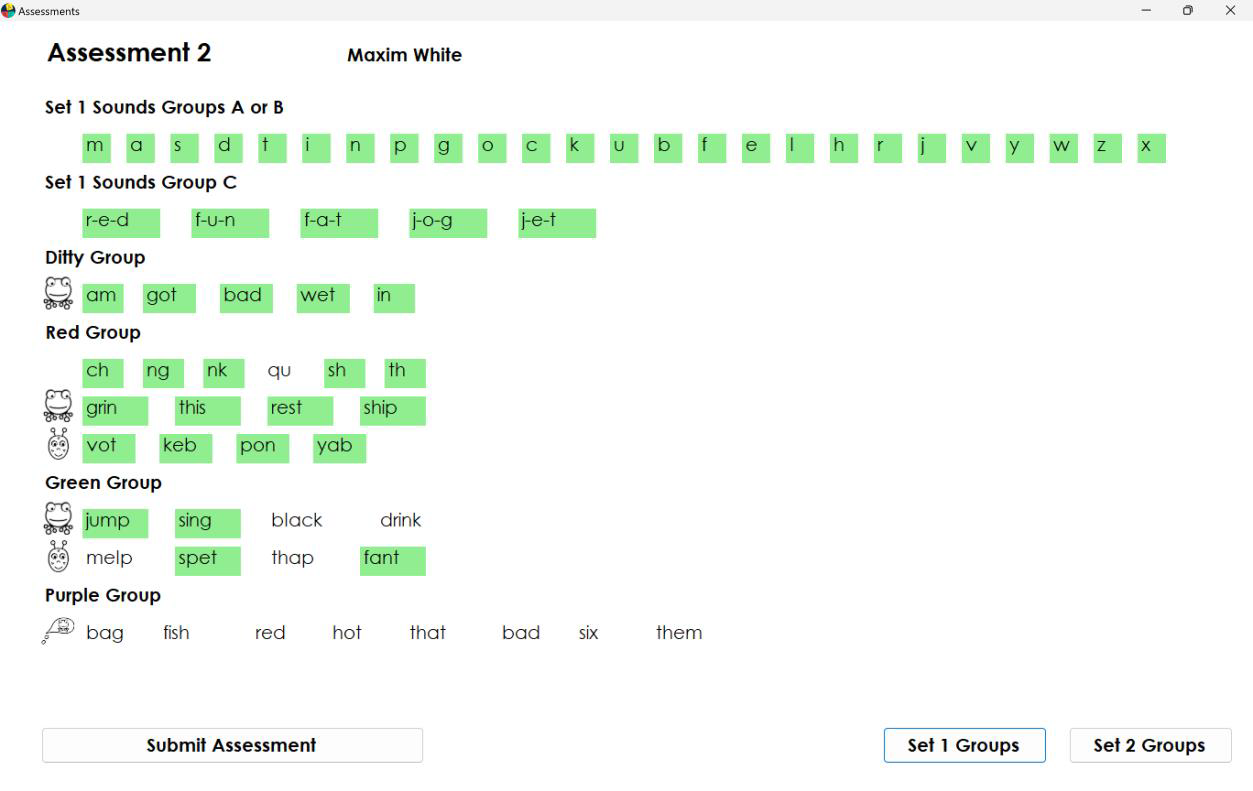 Assessments
Assessment 2 Maxim White
Set 1 Sounds Groups A or B
m a s d t i n p g o c k u b f e l h r j v y w z x
Set 1 Sounds Group C
r-e-d f-u-n f-a-t j-o-g j-e-t
Ditty Group
am got bad wet in
Red Group
ch ng nk qu sh th
grin this rest ship
vot keb pon yab
Green Group
jump sing black drink
melp spet thap fant
Purple Group
bag fish red hot that bad six them
Submit Assessment Set 1 Groups Set 2 Groups